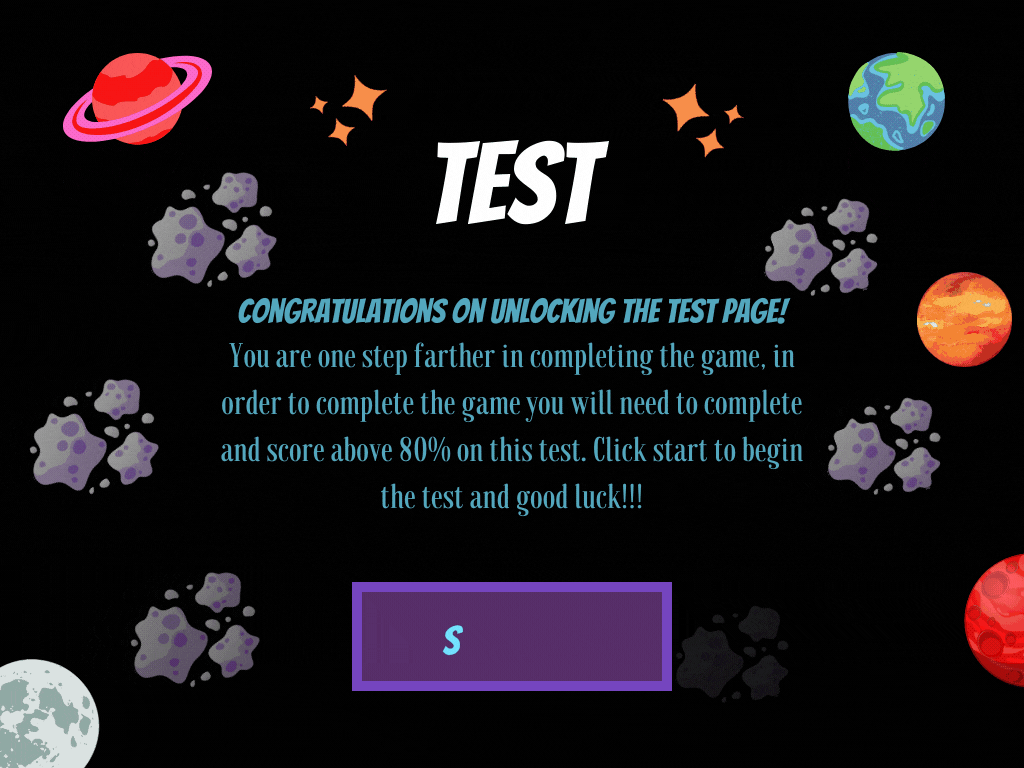 TEST
CONGRATULATIONS ON UNLOCKING THE TEST PAGE!
You are one step farther in completing the game, in
order to complete the game you will need to complete
and score above 80% on this test. Click start to begin
the test and good luck!!!
S